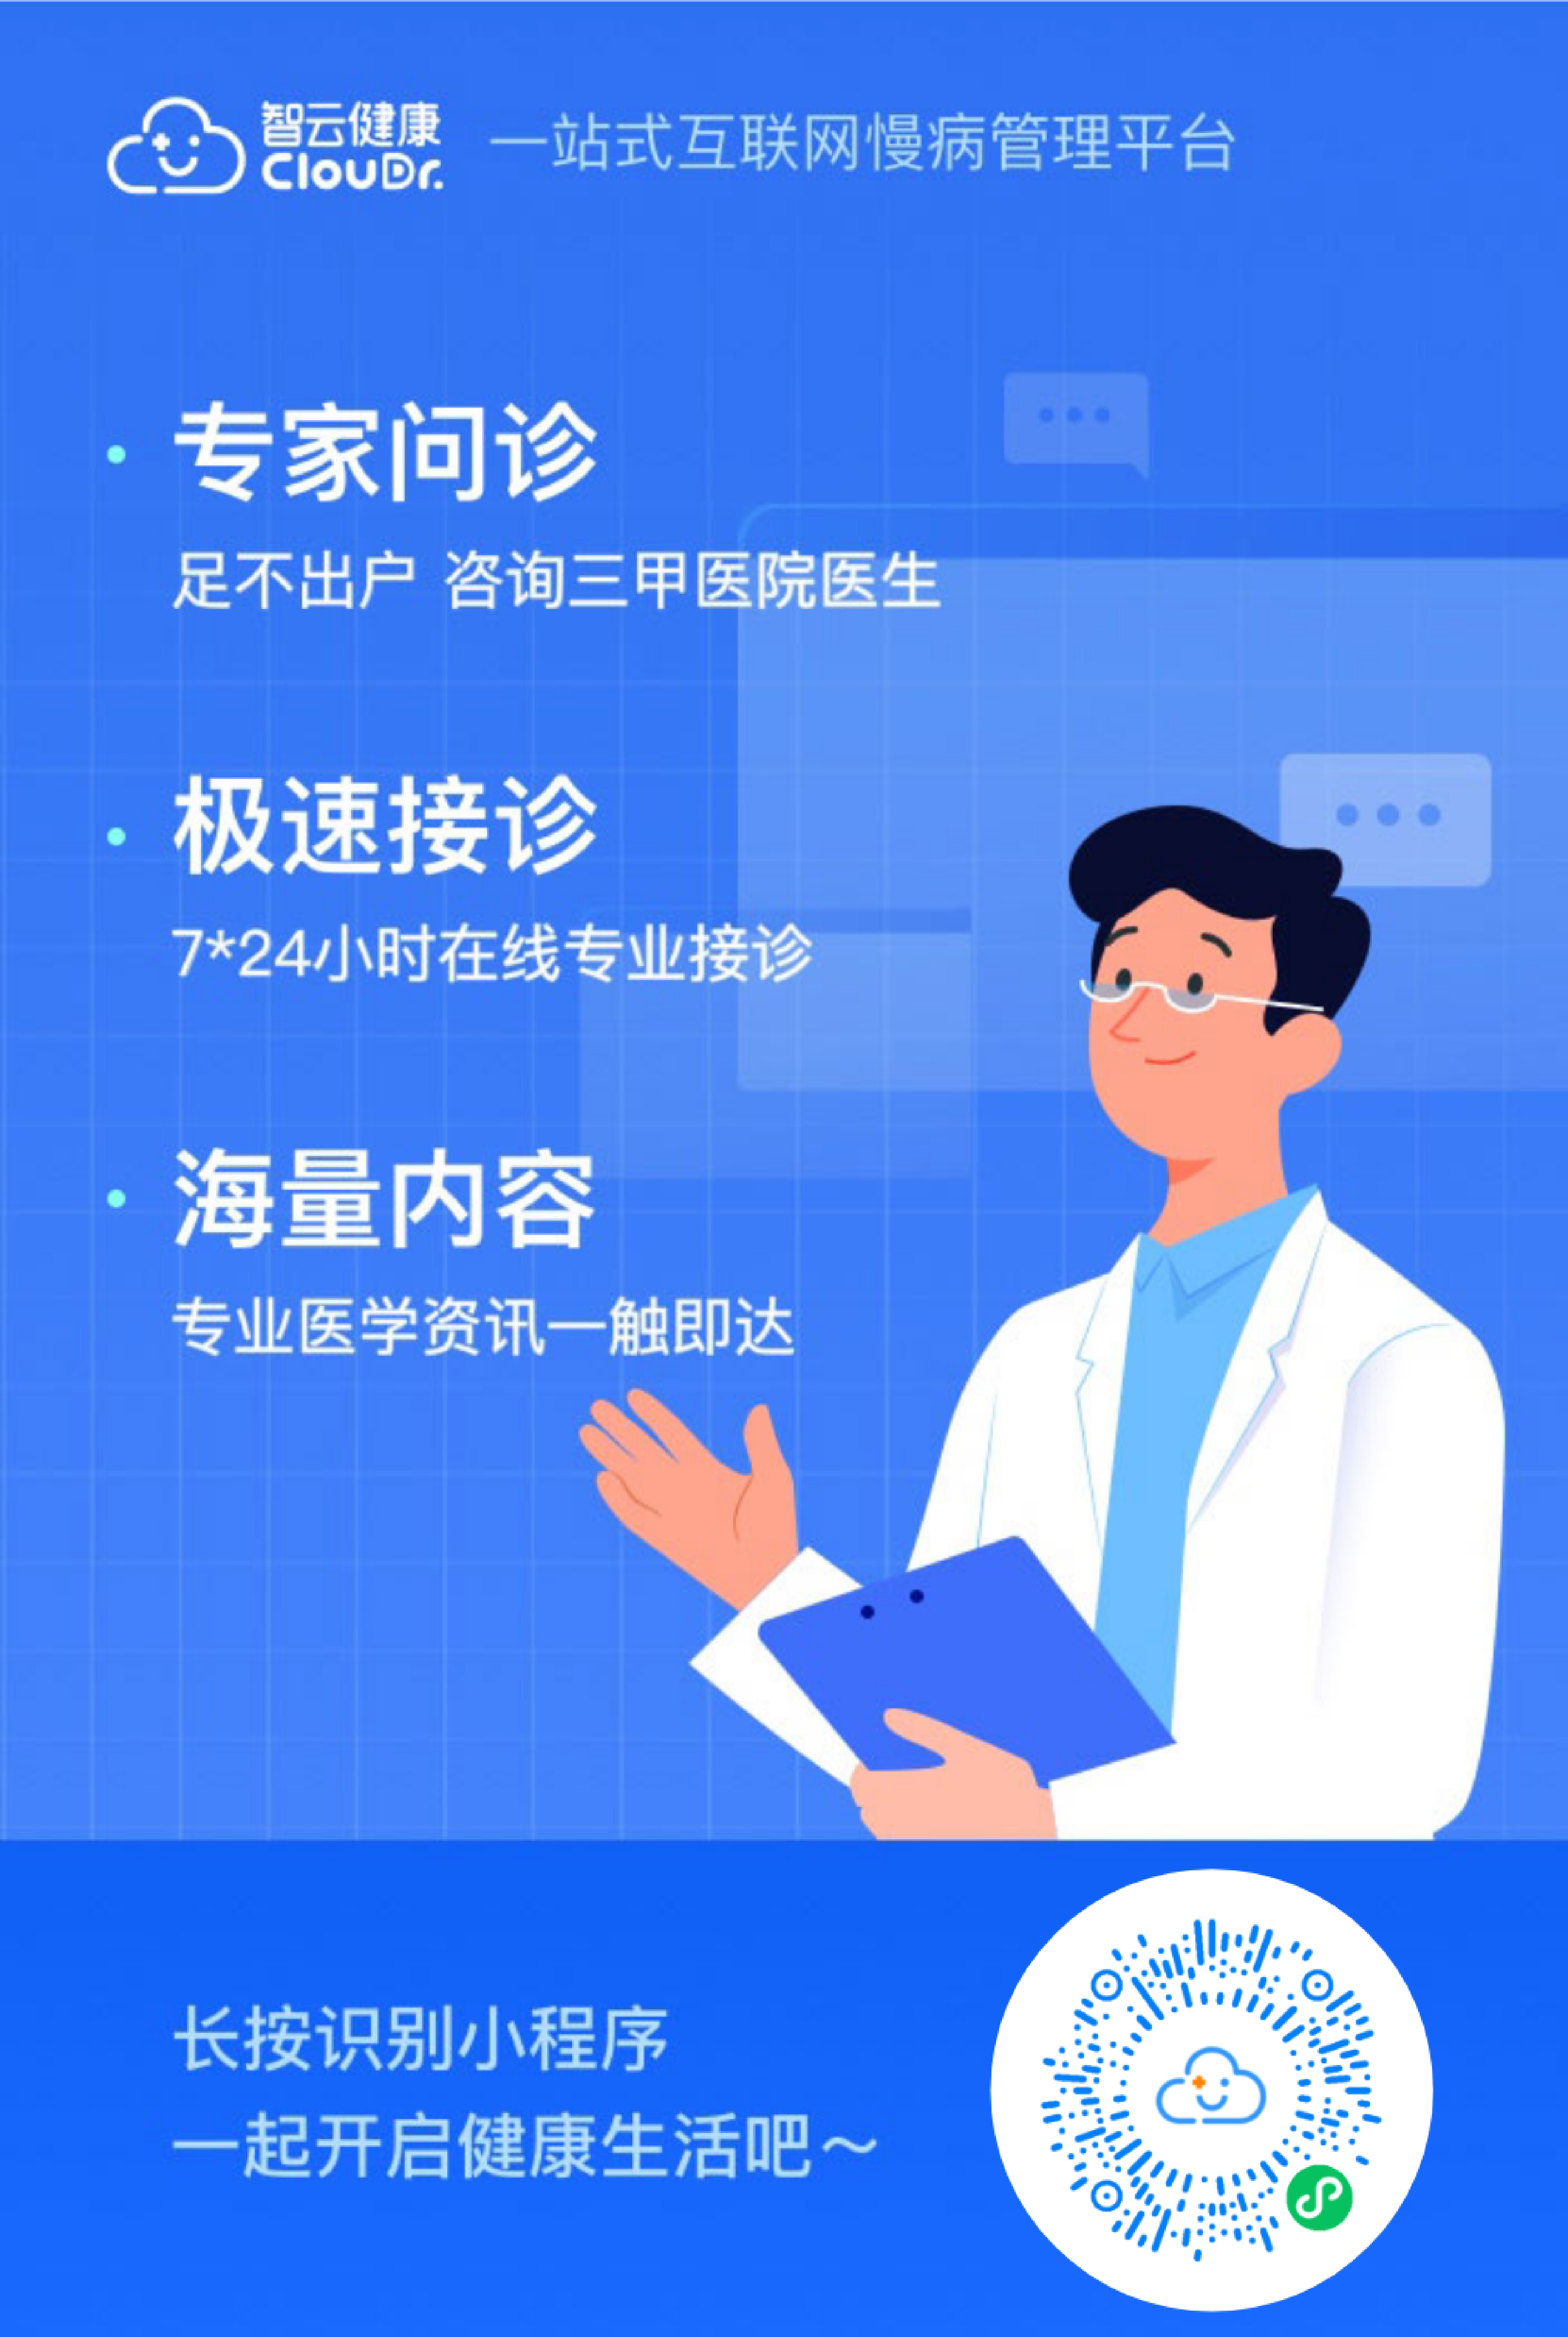 智云健康
ClouDr.
一站式互联网慢病管理平台
专家问诊
足不出户 咨询三甲医院医生
极速接诊
7*24小时在线专业接诊
海量内容
专业医学资讯一触即达
长按识别小程序
一起开启健康生活吧～